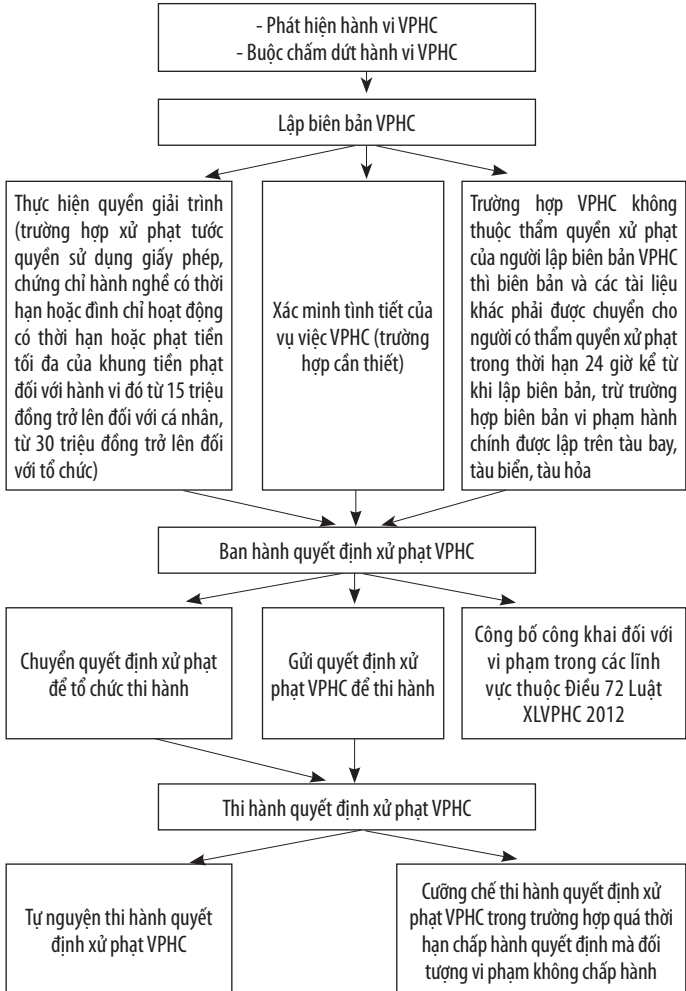 - Phát hiện hành vi VPHC
- Buộc chấm dứt hành vi VPHC
Lập biên bản VPHC
Thực hiện quyền giải trình
(trường hợp xử phạt tước
quyền sử dụng giấy phép,
chứng chỉ hành nghề có thời
hạn hoặc đình chỉ hoạt động
có thời hạn hoặc phạt tiền
tối đa của khung tiền phạt
đối với hành vi đó từ 15 triệu
đồng trở lên đối với cá nhân,
từ 30 triệu đồng trở lên đối
với tổ chức)
Xác minh tình tiết của
vụ việc VPHC (trường
hợp cần thiết)
Trường hợp VPHC không
thuộc thẩm quyền xử phạt
của người lập biên bản VPHC
thì biên bản và các tài liệu
khác phải được chuyển cho
người có thẩm quyền xử phạt
trong thời hạn 24 giờ kể từ
khi lập biên bản, trừ trường
hợp biên bản vi phạm hành
chính được lập trên tàu bay,
tàu biển, tàu hỏa
Ban hành quyết định xử phạt VPHC
Chuyển quyết định xử phạt
để tổ chức thi hành
Gửi quyết định xử
phạt VPHC để thi hành
Công bố công khai đối với
vi phạm trong các lĩnh
vực thuộc Điều 72 Luật
XLVPHC 2012
Thi hành quyết định xử phạt VPHC
Tự nguyện thi hành quyết
định xử phạt VPHC
Cưỡng chế thi hành quyết định xử
phạt VPHC trong trường hợp quá thời
hạn chấp hành quyết định mà đối
tượng vi phạm không chấp hành